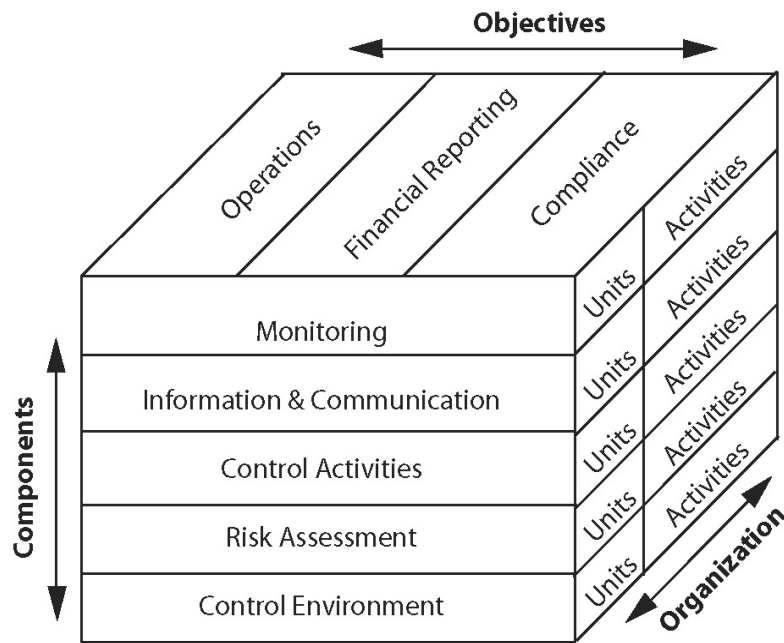 Objectives
Operations
Financial Reporting
Compliance
Monitoring
Information & Communication
Control Activities
Risk Assessment
Control Environment
Components
Units
Activities
Units
Activities
Units
Activities
Units
Activities
Units
Activities
Organization